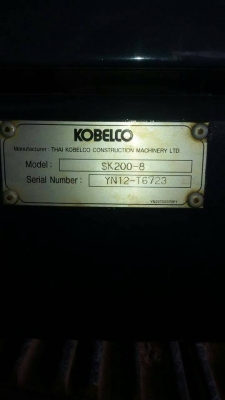 KOBELCO
Manufacturer: THAI KOBELCO CONSTRUCTION MACHINERY LTD
Model: SK200-8
Serial Number: YN12-T6723